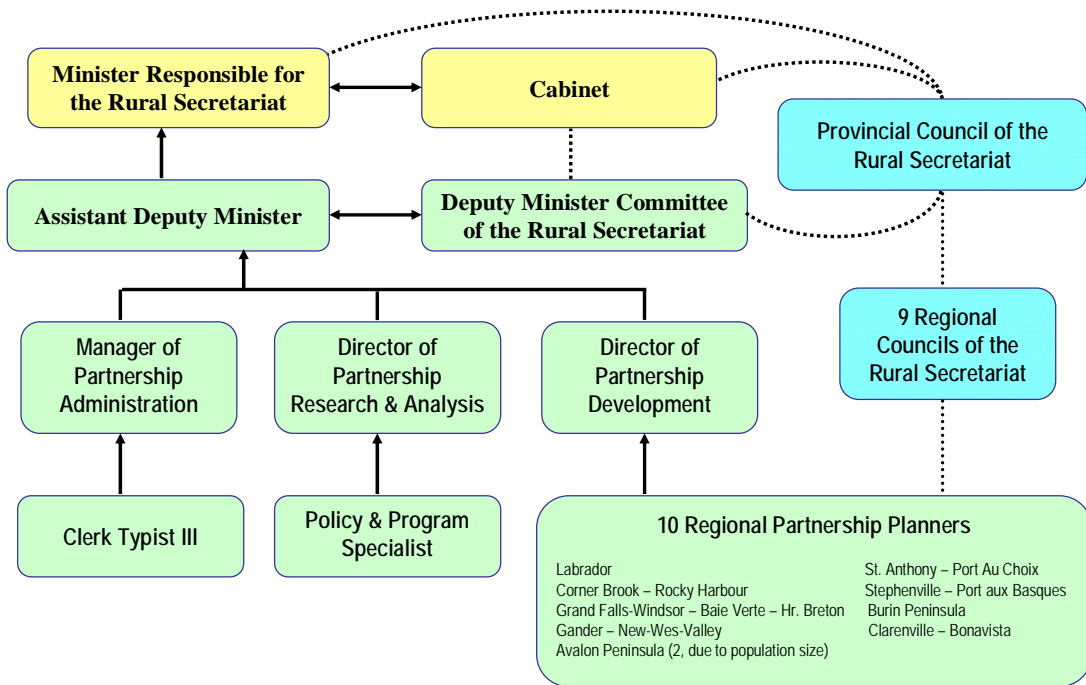 Minister Responsible for
the Rural Secretariat
Cabinet
Provincial Council of the
Rural Secretariat
Assistant Deputy Minister
Deputy Minister Committee
of the Rural Secretariat
Manager of
Partnership
Administration
Director of
Partnership
Research & Analysis
Director of
Partnership
Development
9 Regional
Councils of the
Rural Secretariat
Clerk Typist III
Policy & Program
Specialist
10 Regional Partnership Planners
Labrador
Corner Brook – Rocky Harbour
Grand Falls-Windsor – Baie Verte – Hr. Breton
Gander – New-Wes-Valley
Avalon Peninsula (2, due to population size)
St. Anthony – Port Au Choix
Stephenville – Port aux Basques
Burin Peninsula
Clarenville – Bonavista